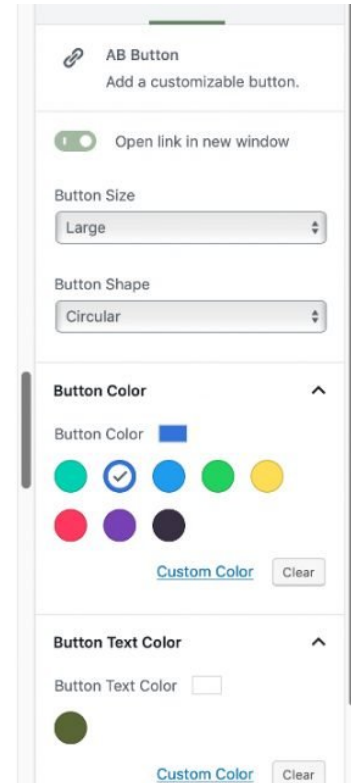 AB Button
Add a customizable button.
Open link in new window
Button Size
Large
Button Shape
Circular
Button Color
Button Color
Custom Color Clear
Button Text Color
Button Text Color
Custom Color Clear